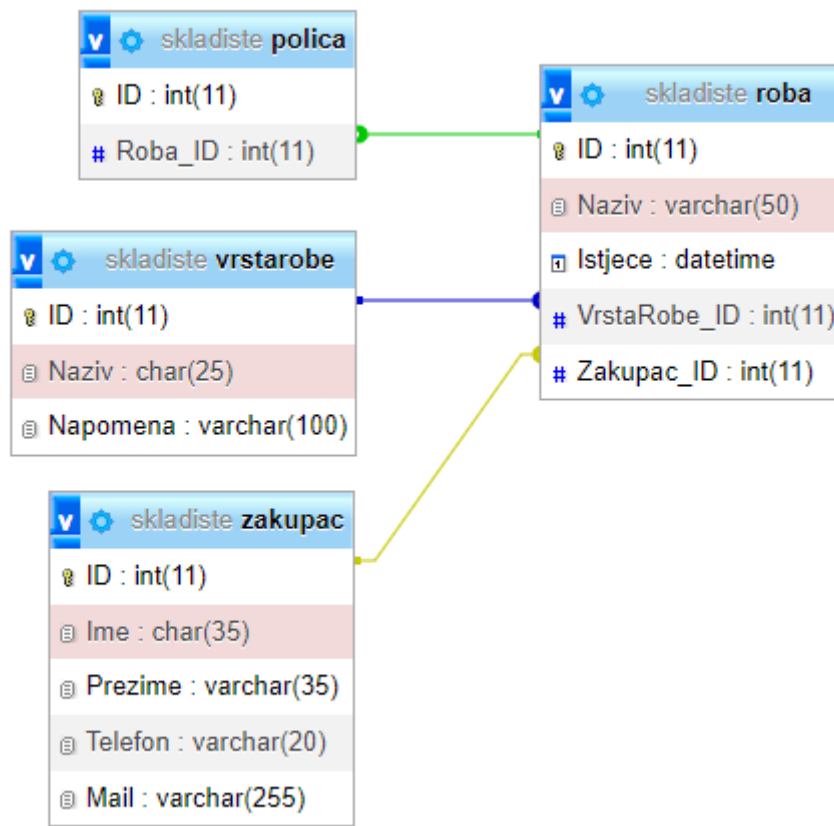 skladiste polica
ID : int(11)
# Roba_ID : int(11)
skladiste roba
ID : int(11)
Naziv : varchar(50)
Istjece : datetime
# VrstaRobe_ID : int(11)
# Zakupac_ID : int(11)
skladiste vrstarobe
ID : int(11)
Naziv : char(25)
Napomena : varchar(100)
skladiste zakupac
ID : int(11)
Ime : char(35)
Prezime : varchar(35)
Telefon : varchar(20)
Mail : varchar(255)